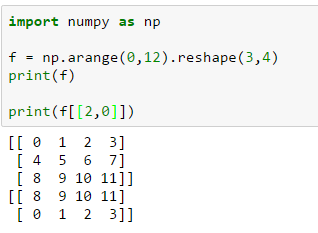 import numpy as np
f = np.arange(0,12).reshape(3,4)
print(f)
print(f[[2,0]])
[[ 0  1  2  3]
 [ 4  5  6  7]
 [ 8  9 10 11]]
[[ 8  9 10 11]
 [ 0  1  2  3]]